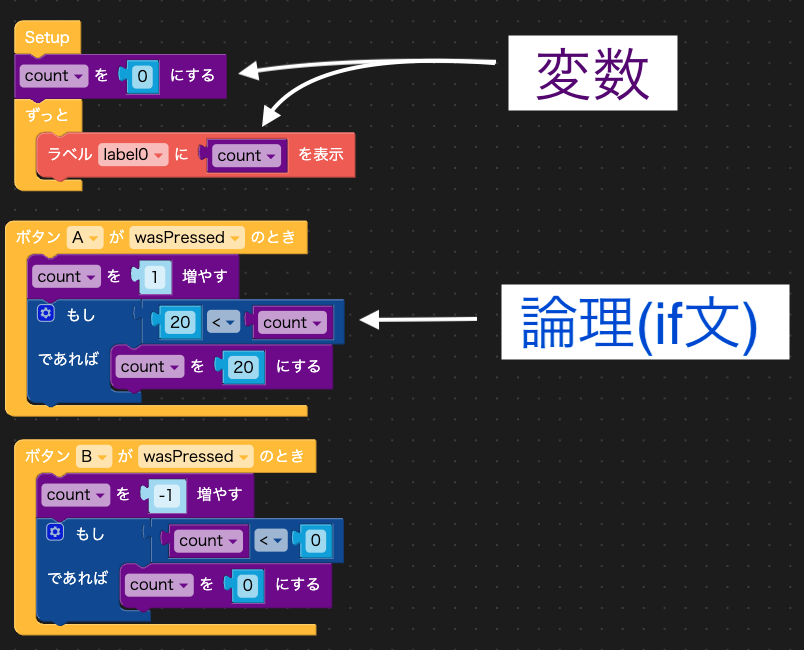 Setup
count を 0 にする
変数
ずっと
ラベル label0 に count を表示
ボタン A が wasPressed のとき
count を 1 増やす
もし 20 < count
論理(if文)
であれば count を 20 にする
ボタン B が wasPressed のとき
count を -1 増やす
もし count < 0
であれば count を 0 にする